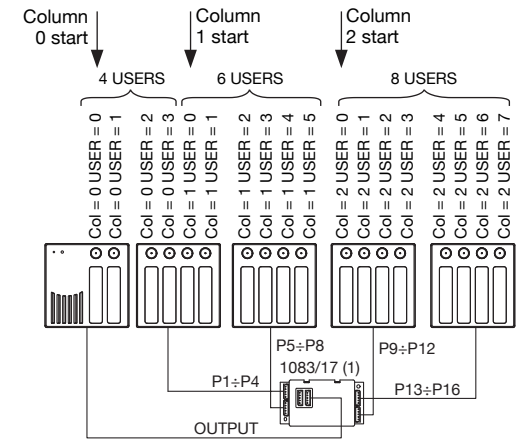 Column
0 start
Column
1 start
Column
2 start
4 USERS
6 USERS
8 USERS
Col = 0 USER = 0
Col = 0 USER = 1
Col = 0 USER = 2
Col = 0 USER = 3
Col = 1 USER = 0
Col = 1 USER = 1
Col = 1 USER = 2
Col = 1 USER = 3
Col = 1 USER = 4
Col = 1 USER = 5
Col = 2 USER = 0
Col = 2 USER = 1
Col = 2 USER = 2
Col = 2 USER = 3
Col = 2 USER = 4
Col = 2 USER = 5
Col = 2 USER = 6
Col = 2 USER = 7
P5÷P8
P9÷P12
1083/17 (1)
P1÷P4
P13÷P16
OUTPUT